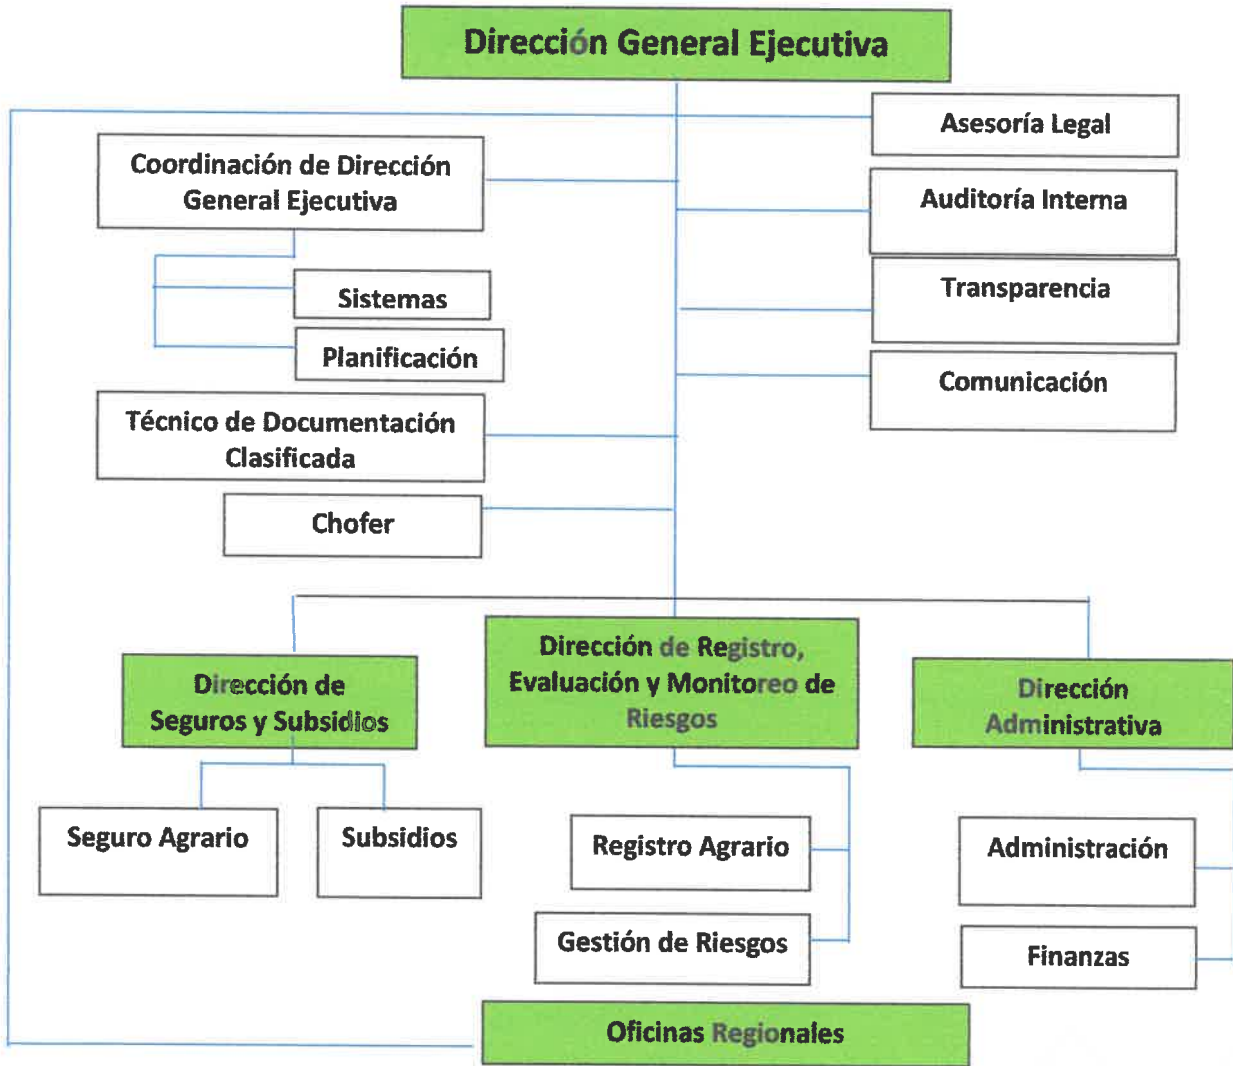 Dirección General Ejecutiva
Asesoría Legal
Coordinación de Dirección
General Ejecutiva
Auditoría Interna
Transparencia
Sistemas
Planificación
Comunicación
Técnico de Documentación
Clasificada
Chofer
Dirección de
Seguros y Subsidios
Dirección de Registro,
Evaluación y Monitoreo de
Riesgos
Dirección
Administrativa
Seguro Agrario
Subsidios
Registro Agrario
Administración
Gestión de Riesgos
Finanzas
Oficinas Regionales